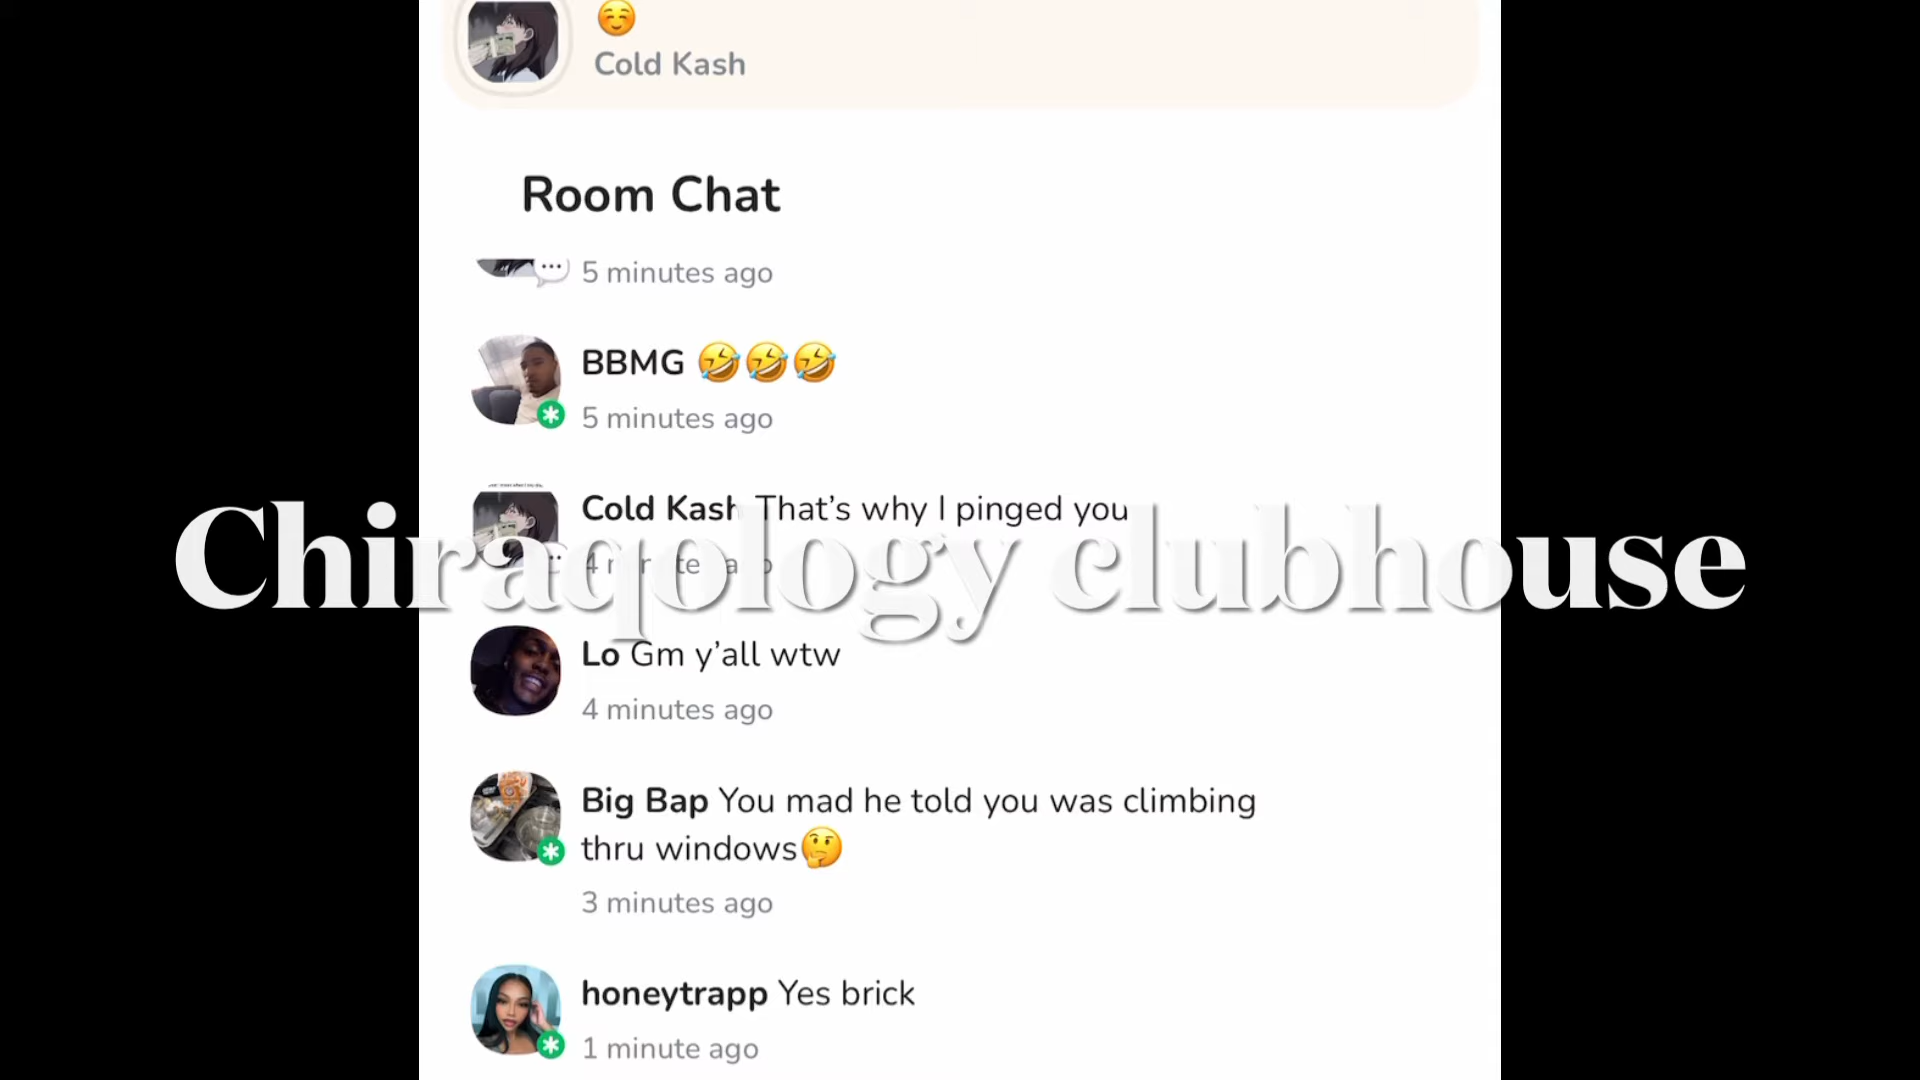 ☺️
Cold Kash
Room Chat
5 minutes ago
BBMG 🤣🤣🤣
5 minutes ago
Cold Kash That’s why I pinged you
Chiraqology clubhouse
Lo Gm y’all wtw
4 minutes ago
Big Bap You mad he told you was climbing
thru windows🤔
3 minutes ago
honeytrapp Yes brick
1 minute ago